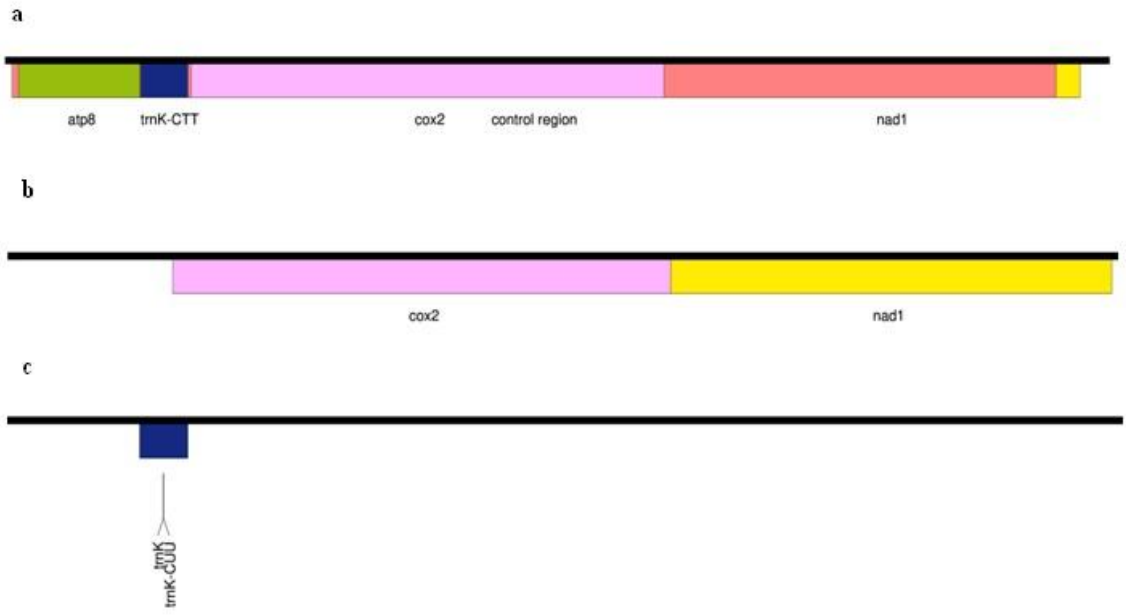 a
atp8 trnK-CTT cox2 control region nad1
b
cox2 nad1
c
trnK
trnK-CUU